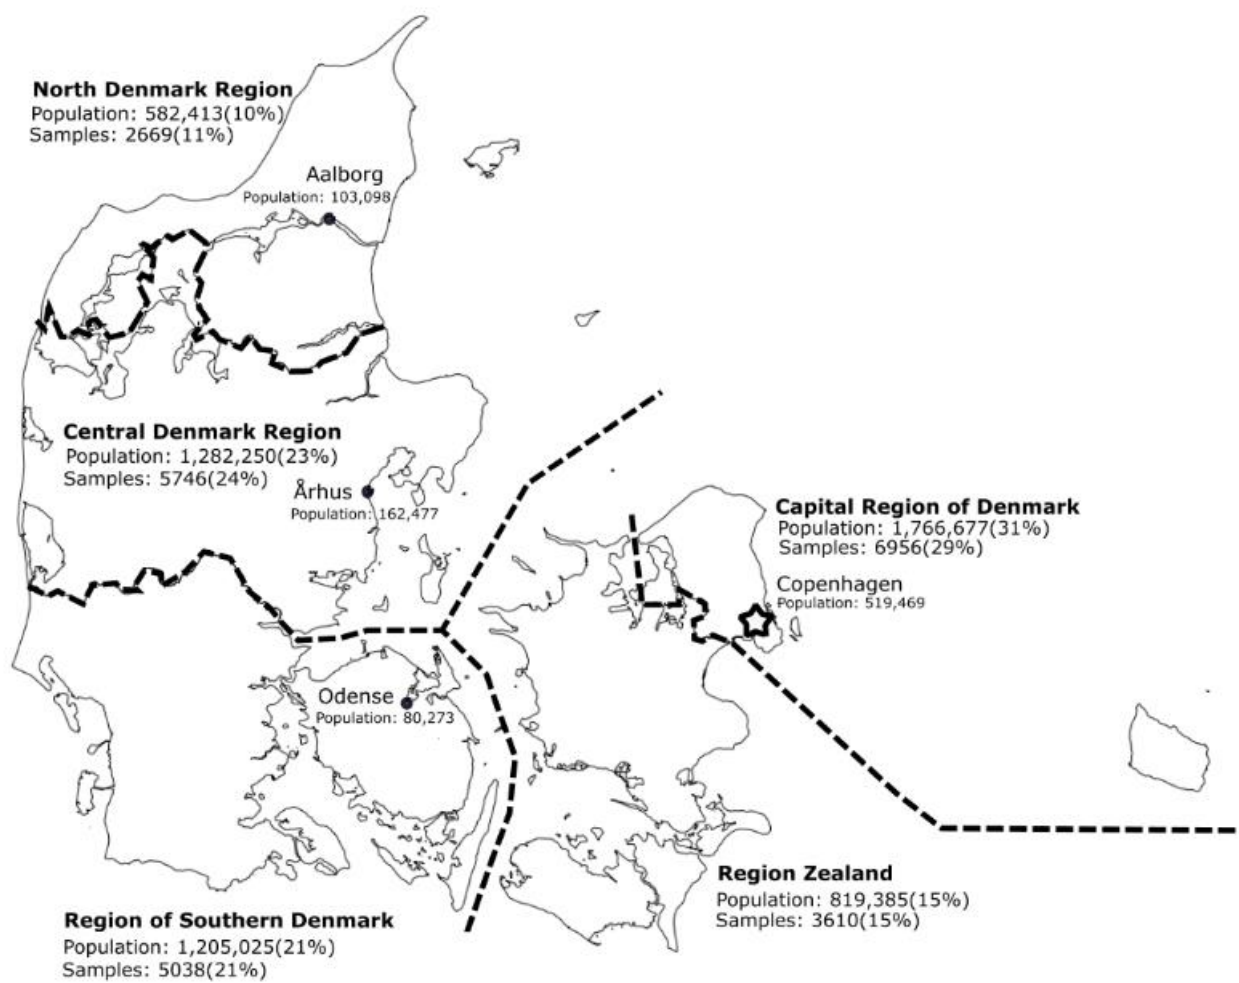 North Denmark Region
Population: 582,413(10%)
Samples: 2669(11%)
Aalborg
Population: 103,098
Central Denmark Region
Population: 1,282,250(23%)
Samples: 5746(24%)
Århus
Population: 162,477
Capital Region of Denmark
Population: 1,766,677(31%)
Samples: 6956(29%)
Copenhagen
Population: 519,469
Odense
Population: 80,273
Region Zealand
Population: 819,385(15%)
Samples: 3610(15%)
Region of Southern Denmark
Population: 1,205,025(21%)
Samples: 5038(21%)